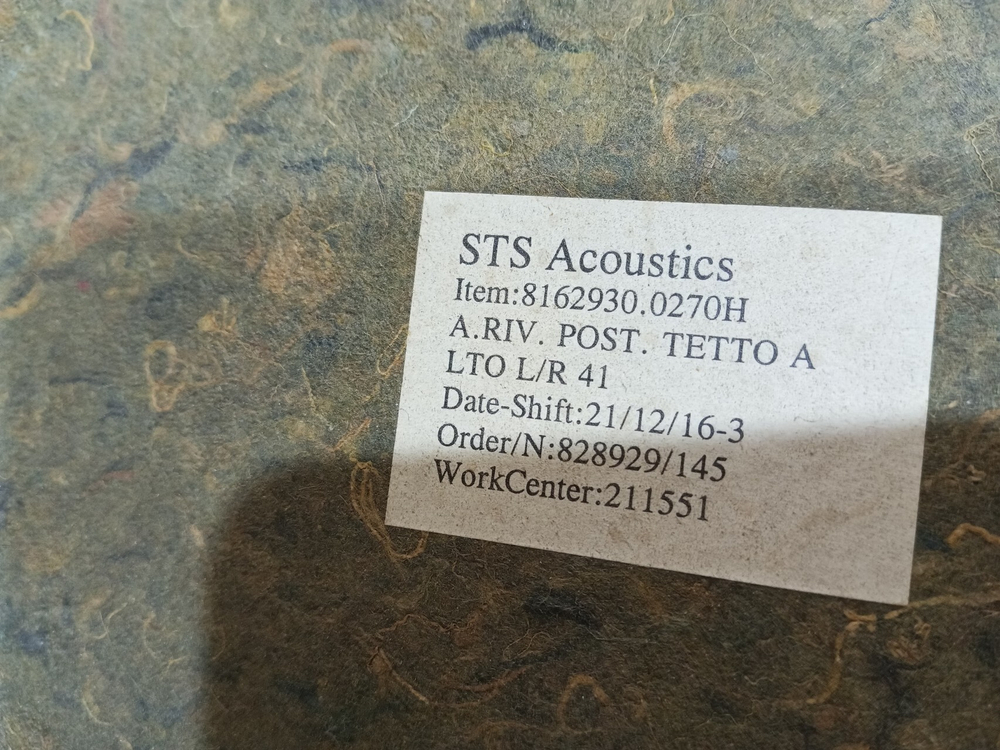 STS Acoustics
Item:8162930.0270H
A.RIV. POST. TETTO A
LTO L/R 41
Date-Shift:21/12/16-3
Order/N:828929/145
WorkCenter:211551